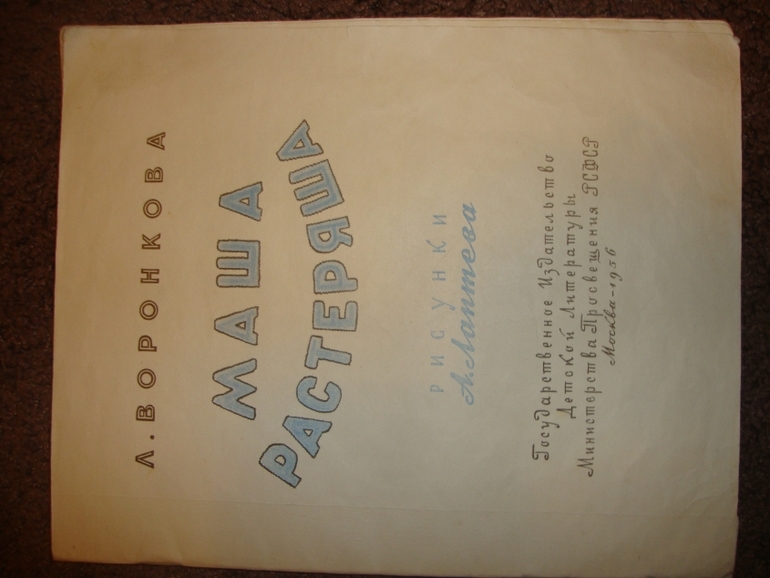 Л. ВОРОНКОВА
МАША
РАСТЕРЯША
РИСУНКИ
А. Лаптева
Государственное Издательство
Детской Литературы
Министерства Просвещения РСФСР
Москва-1956